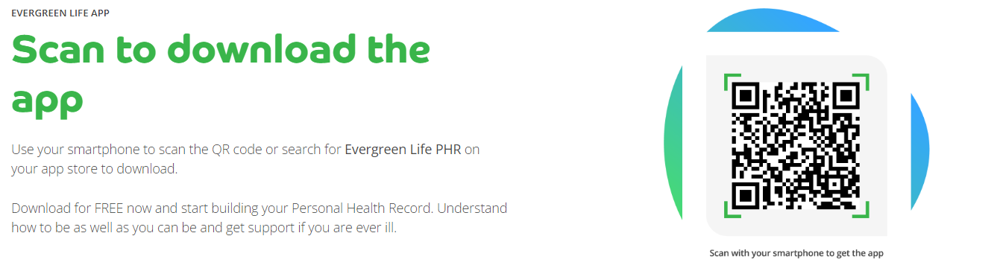 EVERGREEN LIFE APP
Scan to download the
app
Use your smartphone to scan the QR code or search for Evergreen Life PHR on
your app store to download.
Download for FREE now and start building your Personal Health Record. Understand
how to be as well as you can be and get support if you are ever ill.
Scan with your smartphone to get the app